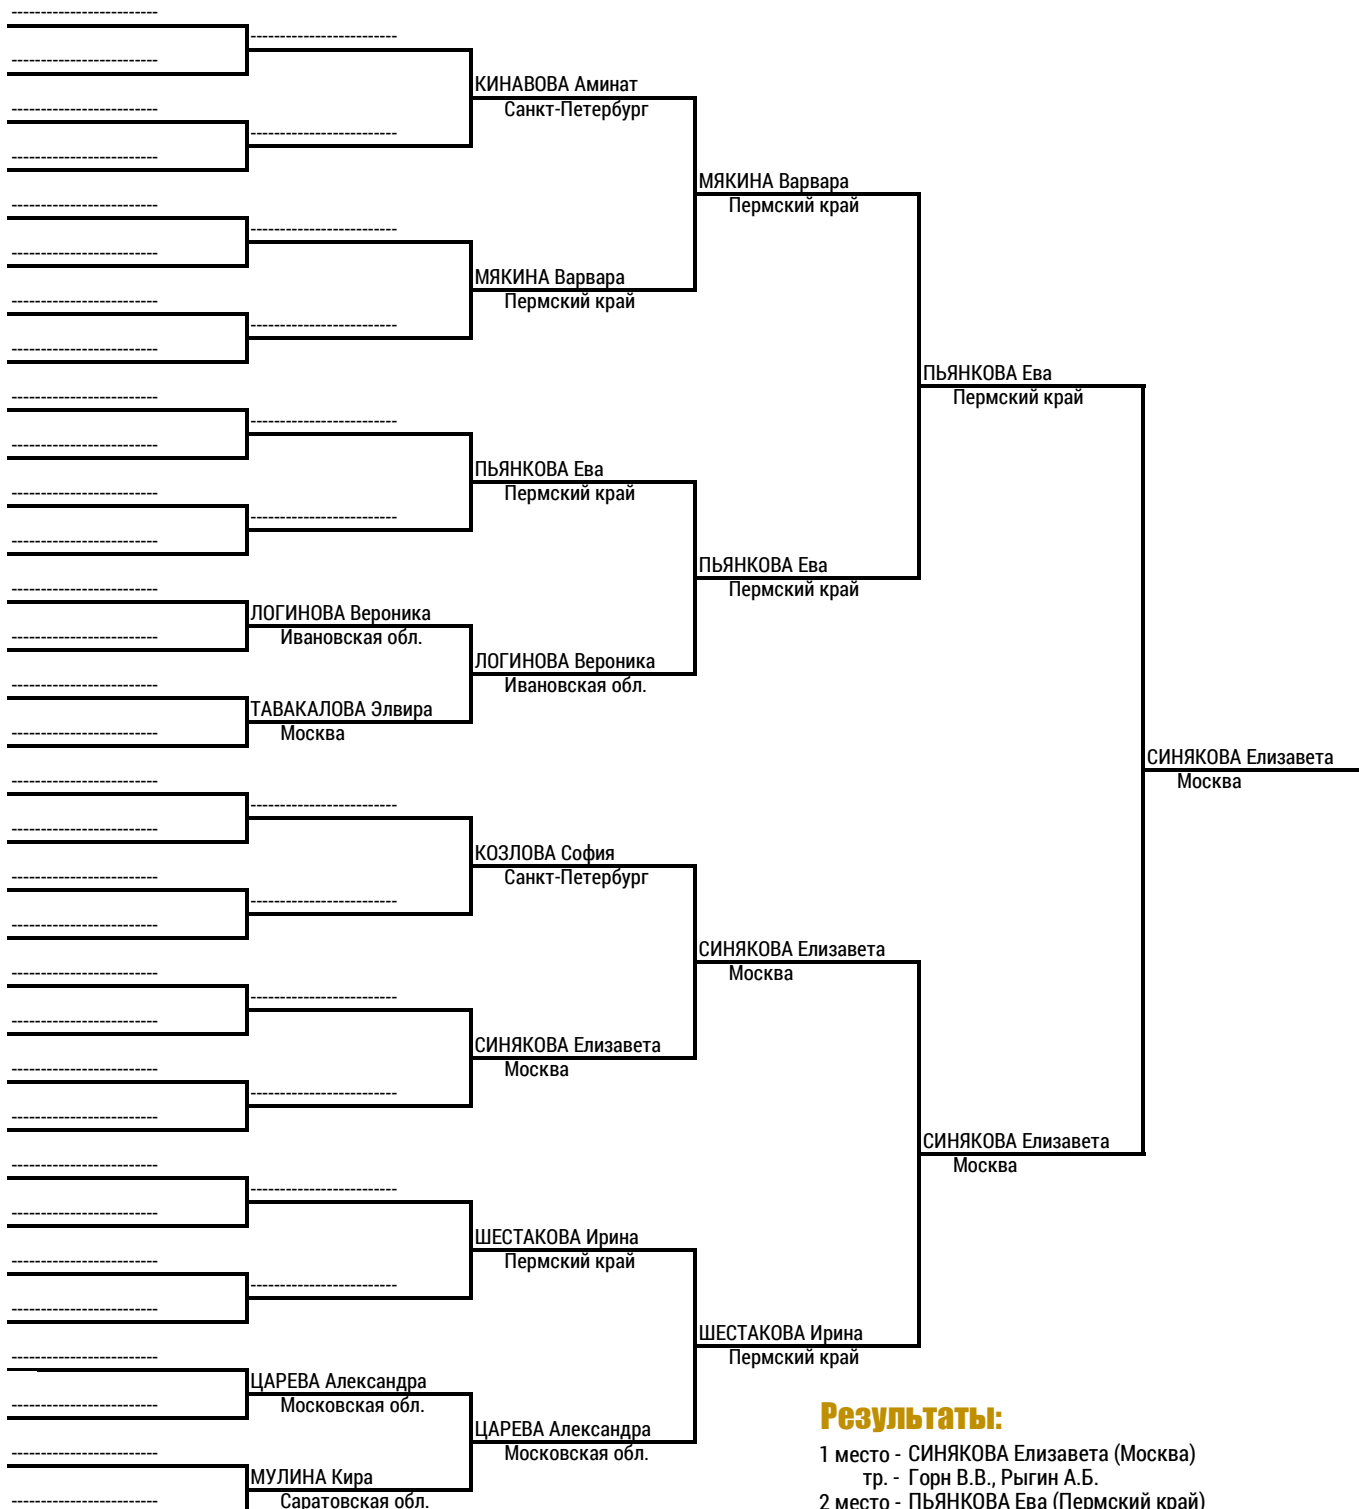 КИНАВОВА Аминат
Санкт-Петербург
МЯКИНА Варвара
Пермский край
МЯКИНА Варвара
Пермский край
ПЬЯНКОВА Ева
Пермский край
ПЬЯНКОВА Ева
Пермский край
ПЬЯНКОВА Ева
Пермский край
ЛОГИНОВА Вероника
Ивановская обл.
ЛОГИНОВА Вероника
Ивановская обл.
ТАВАКАЛОВА Элвира
Москва
СИНЯКОВА Елизавета
Москва
КОЗЛОВА София
Санкт-Петербург
СИНЯКОВА Елизавета
Москва
СИНЯКОВА Елизавета
Москва
СИНЯКОВА Елизавета
Москва
ШЕСТАКОВА Ирина
Пермский край
ШЕСТАКОВА Ирина
Пермский край
ЦАРЕВА Александра
Московская обл.
ЦАРЕВА Александра
Московская обл.
МУЛИНА Кира
Саратовская обл.
Результаты:
1 место - СИНЯКОВА Елизавета (Москва)
тр. - Горн В.В., Рыгин А.Б.
2 место - ПЬЯНКОВА Ева (Пермский край)